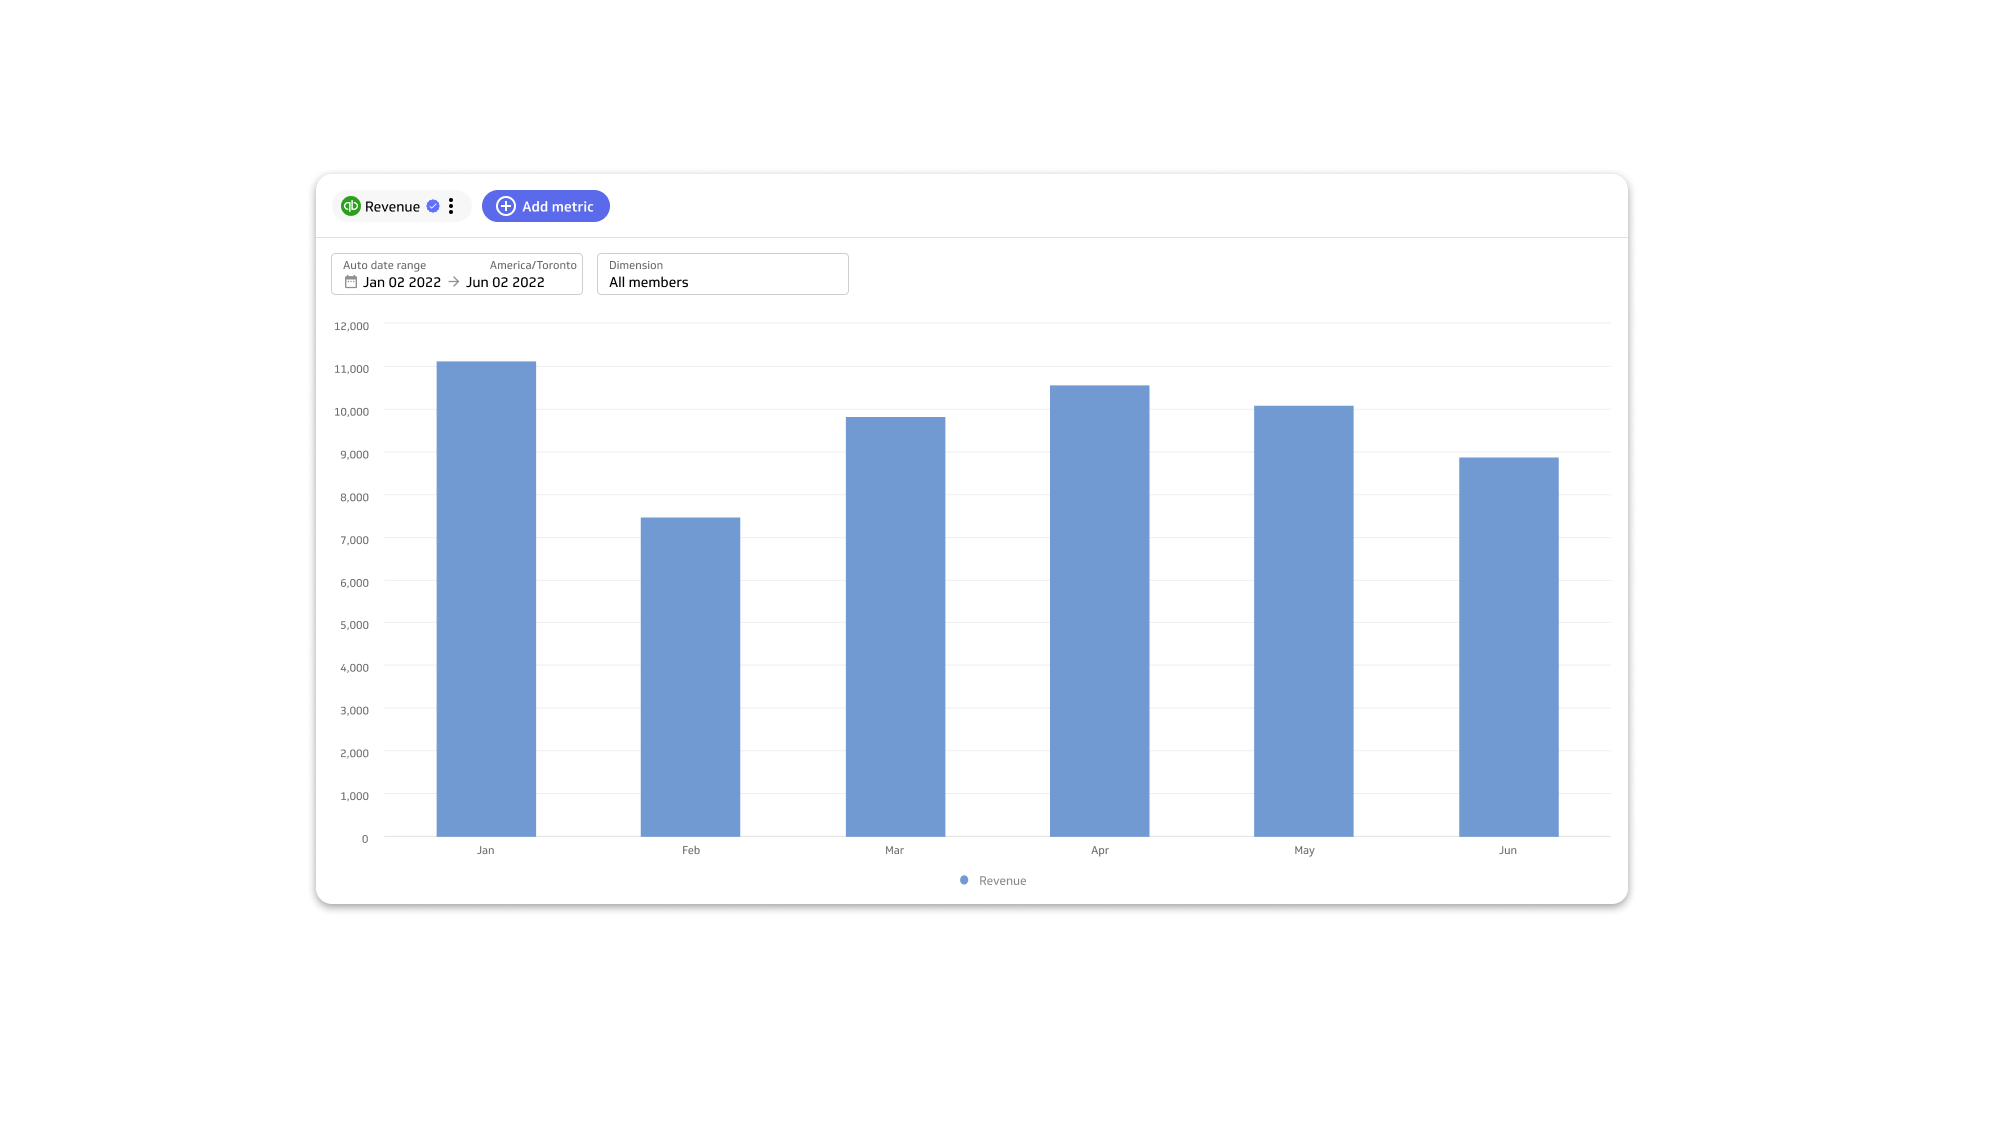 qb Revenue
Add metric
Auto date range America/Toronto
Jan 02 2022 → Jun 02 2022
Dimension
All members
12,000
11,000
10,000
9,000
8,000
7,000
6,000
5,000
4,000
3,000
2,000
1,000
0
Jan Feb Mar Apr May Jun
Revenue